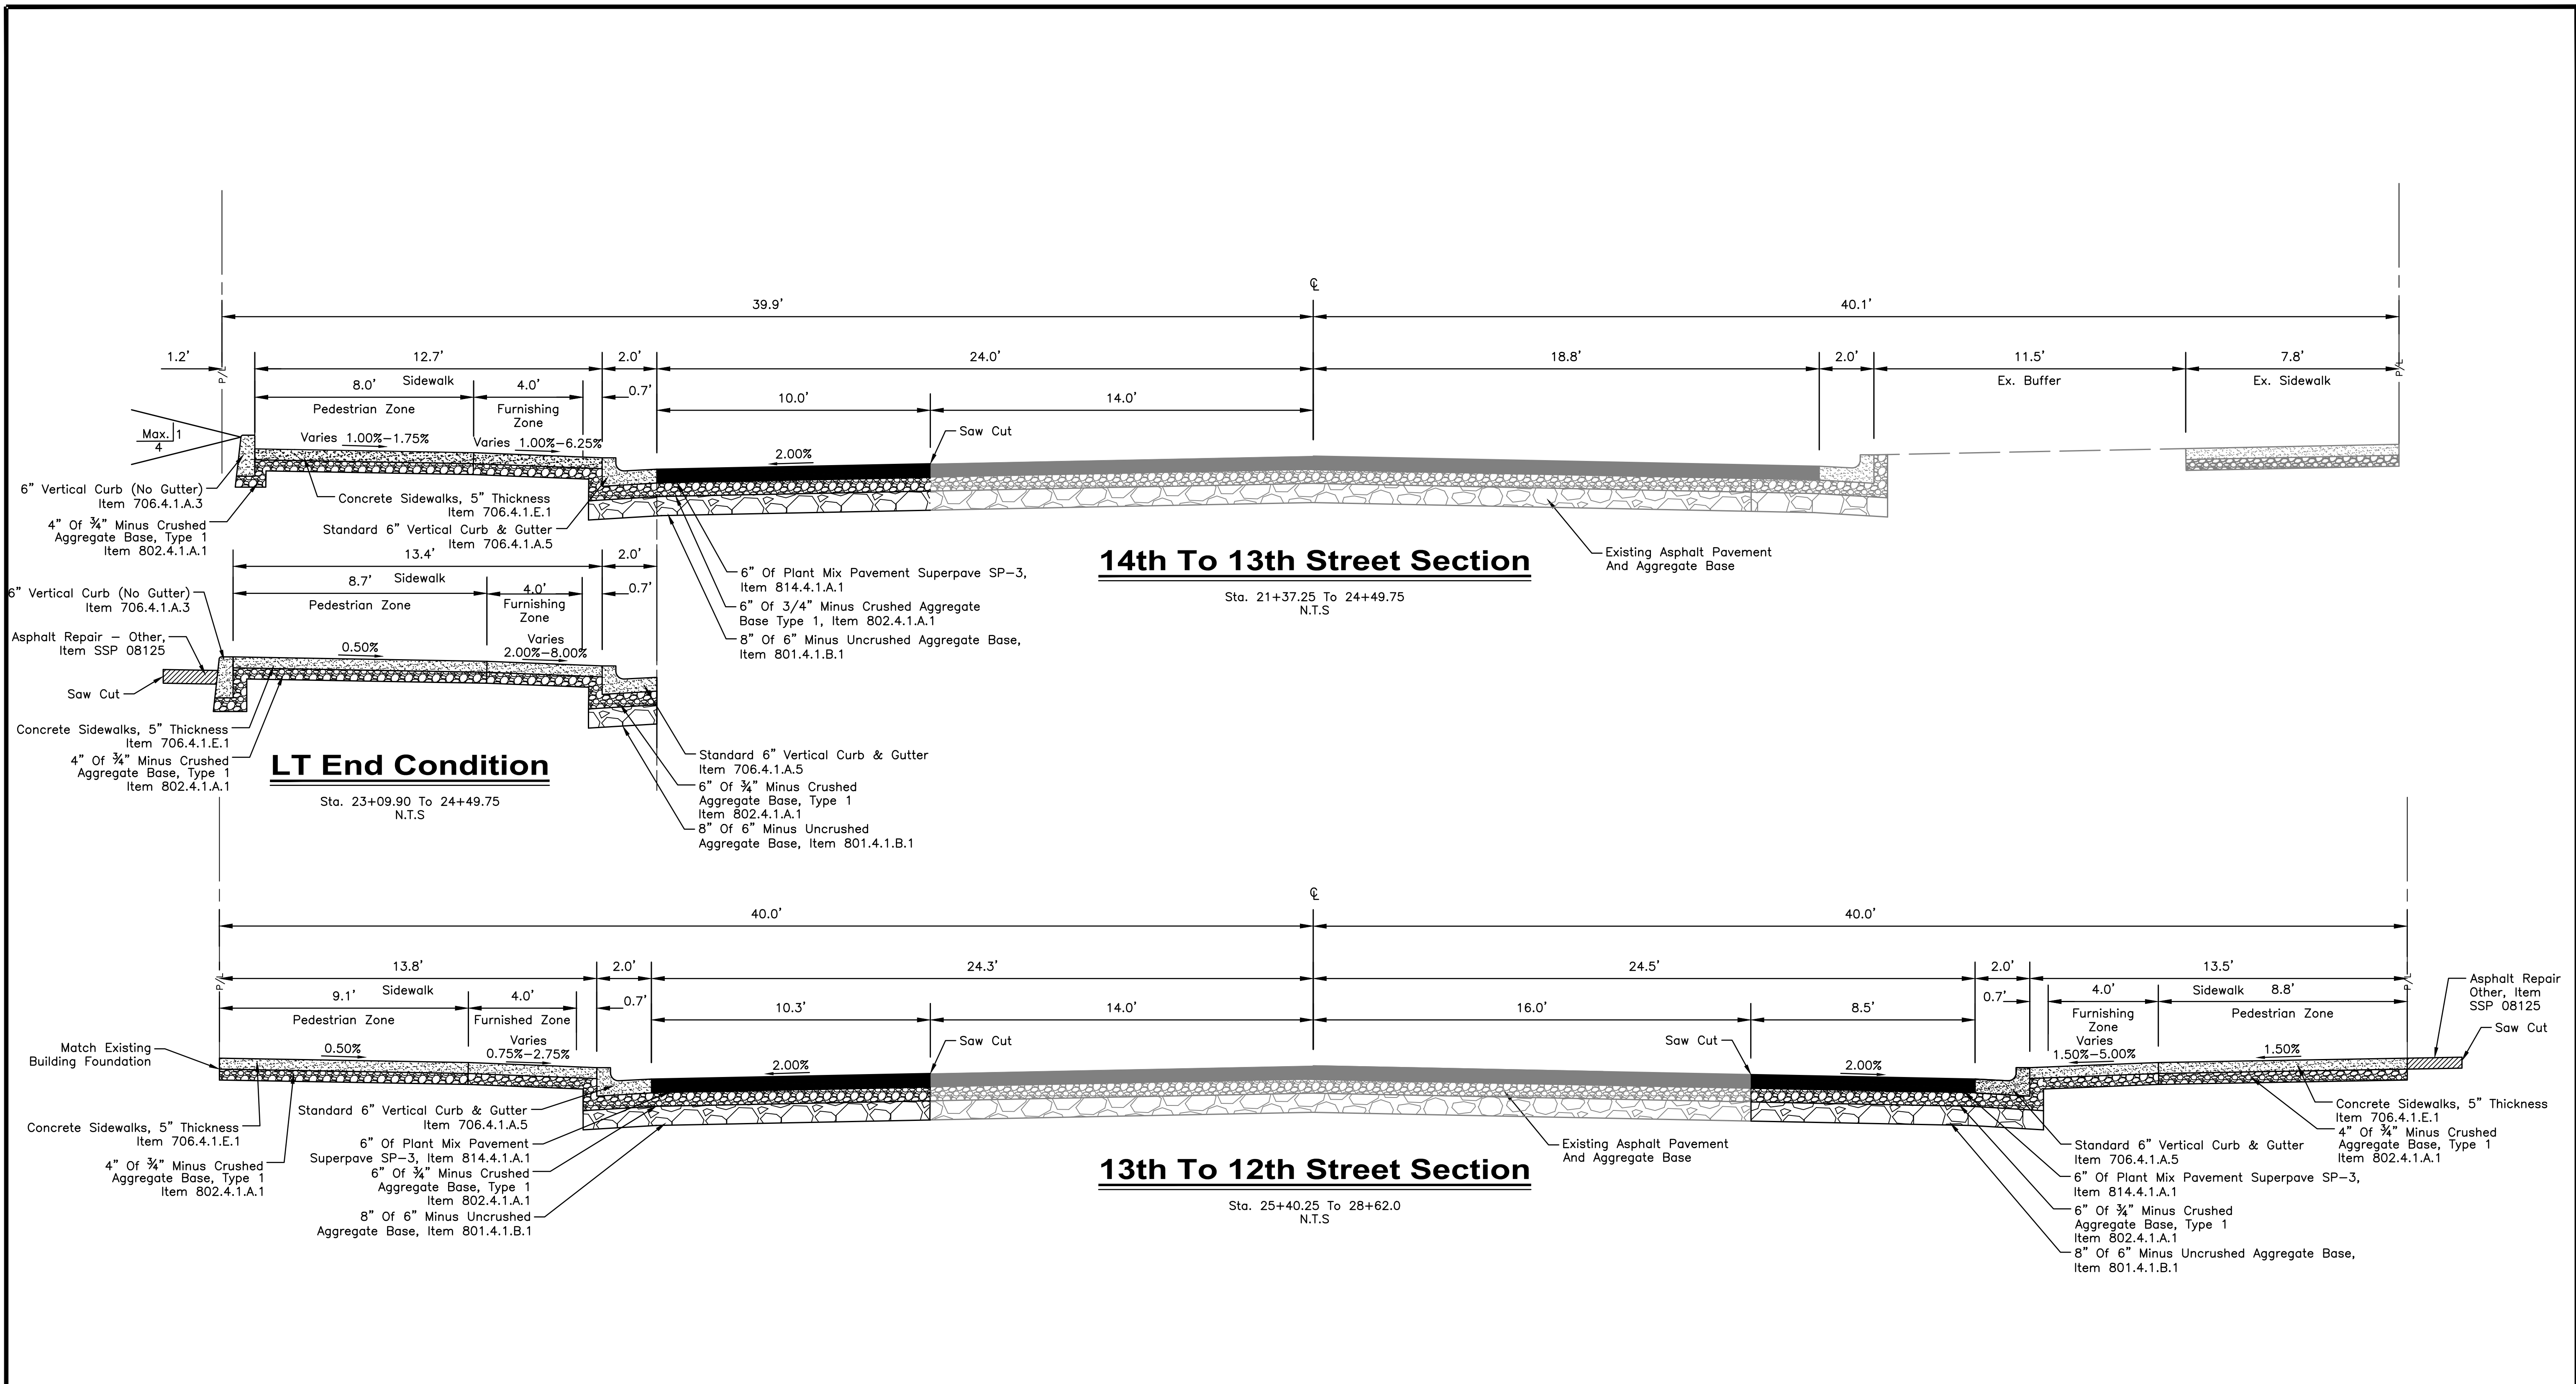 ℄
39.9’
40.1’
1.2’
12.7’
2.0’
24.0’
18.8’
2.0’
11.5’
7.8’
P/L
P/L
Sidewalk
Ex. Buffer
Ex. Sidewalk
8.0’
4.0’
0.7’
10.0’
14.0’
Pedestrian Zone
Furnishing
Zone
Max.
1
4
Varies 1.00%–1.75%
Varies 1.00%–6.25%
2.00%
Saw Cut
6” Vertical Curb (No Gutter)
Item 706.4.1.A.3
4” Of ¾” Minus Crushed
Aggregate Base, Type 1
Item 802.4.1.A.1
Concrete Sidewalks, 5” Thickness
Item 706.4.1.E.1
Standard 6” Vertical Curb & Gutter
Item 706.4.1.A.5
6” Of Plant Mix Pavement Superpave SP–3,
Item 814.4.1.A.1
6” Of 3/4” Minus Crushed Aggregate
Base Type 1, Item 802.4.1.A.1
8” Of 6” Minus Uncrushed Aggregate Base,
Item 801.4.1.B.1
Existing Asphalt Pavement
And Aggregate Base
14th To 13th Street Section
Sta. 21+37.25 To 24+49.75
N.T.S
13.4’
2.0’
Sidewalk
8.7’
4.0’
0.7’
Pedestrian Zone
Furnishing
Zone
6” Vertical Curb (No Gutter)
Item 706.4.1.A.3
Asphalt Repair – Other,
Item SSP 08125
Saw Cut
0.50%
Varies
2.00%–8.00%
Concrete Sidewalks, 5” Thickness
Item 706.4.1.E.1
4” Of ¾” Minus Crushed
Aggregate Base, Type 1
Item 802.4.1.A.1
Standard 6” Vertical Curb & Gutter
Item 706.4.1.A.5
6” Of ¾” Minus Crushed
Aggregate Base, Type 1
Item 802.4.1.A.1
8” Of 6” Minus Uncrushed
Aggregate Base, Item 801.4.1.B.1
LT End Condition
Sta. 23+09.90 To 24+49.75
N.T.S
℄
40.0’
40.0’
13.8’
2.0’
24.3’
24.5’
2.0’
13.5’
P/L
P/L
Sidewalk
Sidewalk
9.1’
4.0’
0.7’
10.3’
14.0’
16.0’
8.5’
0.7’
4.0’
8.8’
Pedestrian Zone
Furnished Zone
Furnishing
Zone
Pedestrian Zone
Match Existing
Building Foundation
0.50%
Varies
0.75%–2.75%
2.00%
Saw Cut
Saw Cut
2.00%
Varies
1.50%–5.00%
1.50%
Asphalt Repair
Other, Item
SSP 08125
Saw Cut
Concrete Sidewalks, 5” Thickness
Item 706.4.1.E.1
4” Of ¾” Minus Crushed
Aggregate Base, Type 1
Item 802.4.1.A.1
Standard 6” Vertical Curb & Gutter
Item 706.4.1.A.5
6” Of Plant Mix Pavement
Superpave SP–3, Item 814.4.1.A.1
6” Of ¾” Minus Crushed
Aggregate Base, Type 1
Item 802.4.1.A.1
8” Of 6” Minus Uncrushed
Aggregate Base, Item 801.4.1.B.1
13th To 12th Street Section
Sta. 25+40.25 To 28+62.0
N.T.S
Existing Asphalt Pavement
And Aggregate Base
Concrete Sidewalks, 5” Thickness
Item 706.4.1.E.1
4” Of ¾” Minus Crushed
Aggregate Base, Type 1
Item 802.4.1.A.1
Standard 6” Vertical Curb & Gutter
Item 706.4.1.A.5
6” Of Plant Mix Pavement Superpave SP–3,
Item 814.4.1.A.1
6” Of ¾” Minus Crushed
Aggregate Base, Type 1
Item 802.4.1.A.1
8” Of 6” Minus Uncrushed Aggregate Base,
Item 801.4.1.B.1